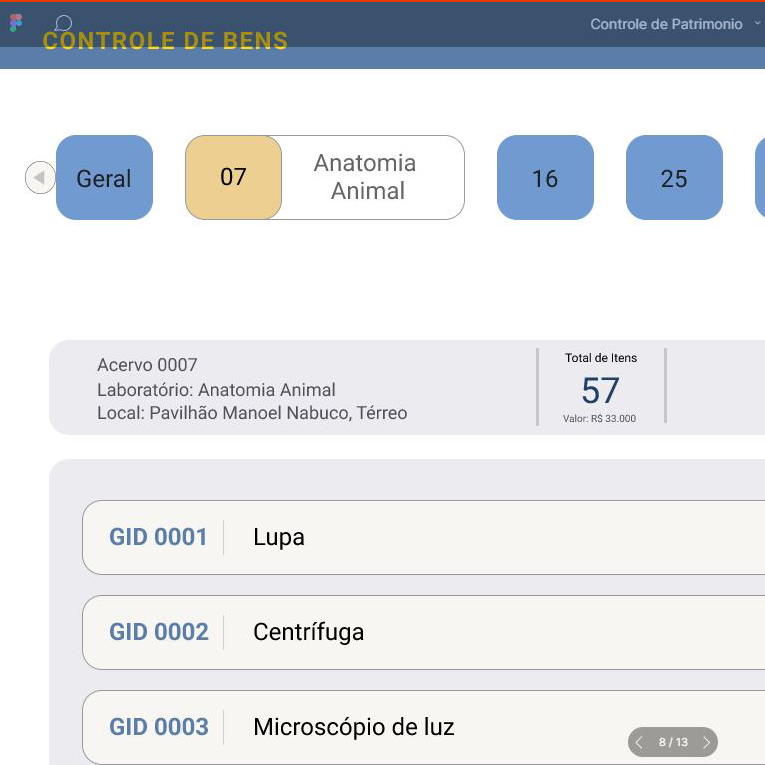 Controle de Patrimonio
CONTROLE DE BENS
Geral
07
Anatomia
Animal
16
25
Acervo 0007
Laboratório: Anatomia Animal
Local: Pavilhão Manoel Nabuco, Térreo
Total de Itens
57
Valor: R$ 33.000
GID 0001
Lupa
GID 0002
Centrífuga
GID 0003
Microscópio de luz
8 / 13